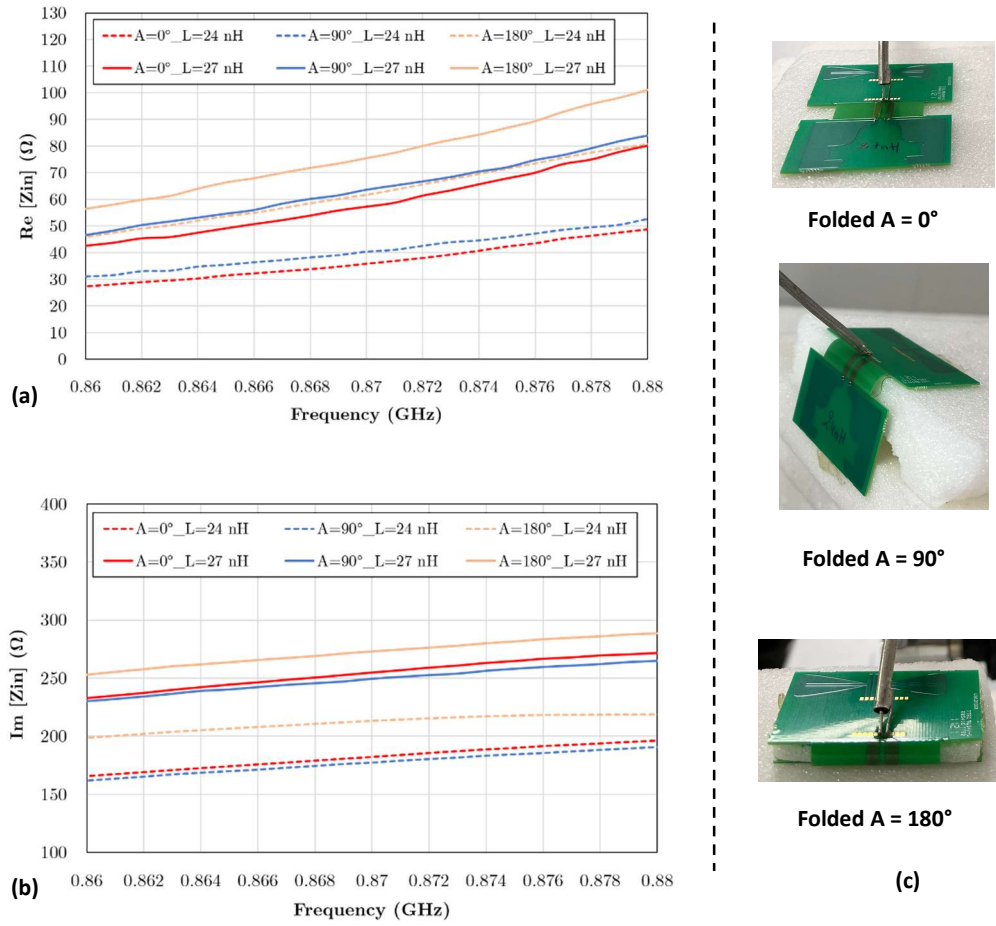 130
120
110
100
90
80
70
60
50
40
30
20
10
0
Re [Zin] (Ω)
A=0°_L=24 nH A=90°_L=24 nH A=180°_L=24 nH
A=0°_L=27 nH A=90°_L=27 nH A=180°_L=27 nH
0.86 0.862 0.864 0.866 0.868 0.87 0.872 0.874 0.876 0.878 0.88
Frequency (GHz)
(a)
400
350
300
250
200
150
100
Im [Zin] (Ω)
A=0°_L=24 nH A=90°_L=24 nH A=180°_L=24 nH
A=0°_L=27 nH A=90°_L=27 nH A=180°_L=27 nH
0.86 0.862 0.864 0.866 0.868 0.87 0.872 0.874 0.876 0.878 0.88
Frequency (GHz)
(b)
Folded A = 0°
Folded A = 90°
Folded A = 180°
(c)